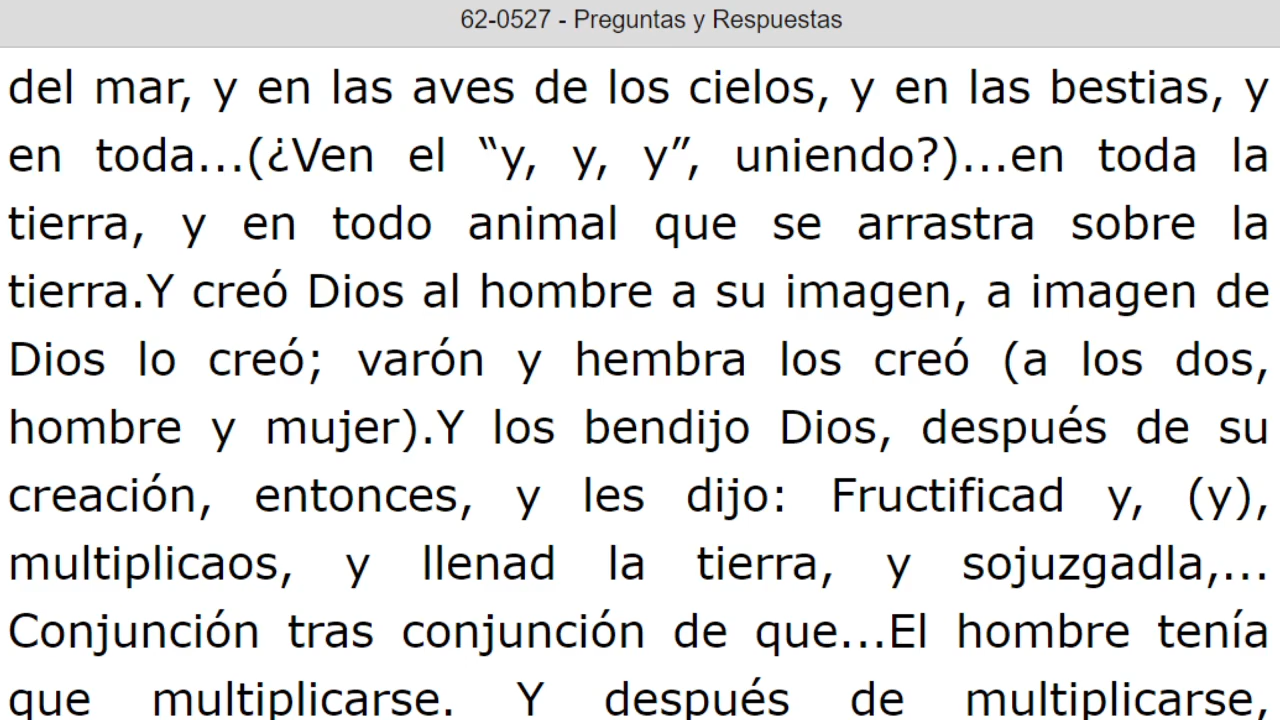 62-0527 - Preguntas y Respuestas
del mar, y en las aves de los cielos, y en las bestias, y
en toda...(¿Ven el “y, y, y”, uniendo?)...en toda la
tierra, y en todo animal que se arrastra sobre la
tierra.Y creó Dios al hombre a su imagen, a imagen de
Dios lo creó; varón y hembra los creó (a los dos,
hombre y mujer).Y los bendijo Dios, después de su
creación, entonces, y les dijo: Fructificad y, (y),
multiplicaos, y llenad la tierra, y sojuzgadla,...
Conjunción tras conjunción de que...El hombre tenía
que multiplicarse. Y después de multiplicarse,